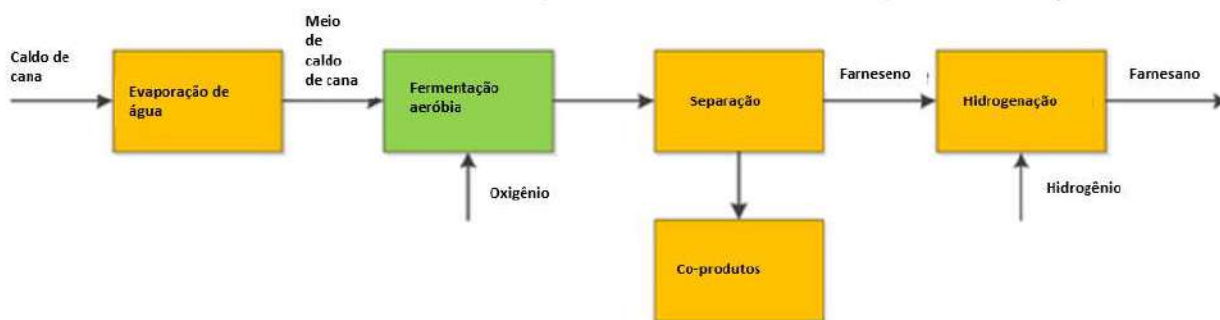 Caldo de
cana
Evaporação de
água
Meio
de
caldo
de cana
Fermentação
aeróbia
Oxigênio
Separação
Co-produtos
Farneseno
Hidrogenação
Hidrogênio
Farnesano